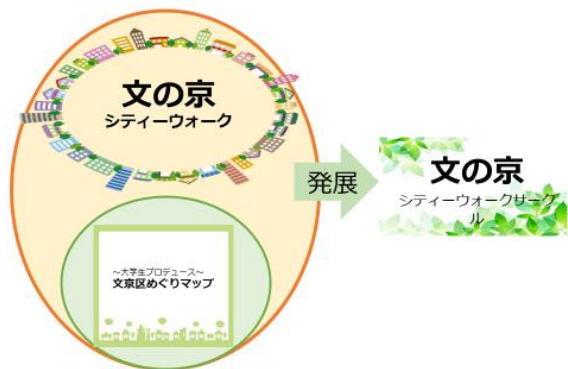 文の京
シティーウォーク
～大学生プロデュース～
文京区めぐりマップ
発展
文の京
シティーウォークサーク
ル